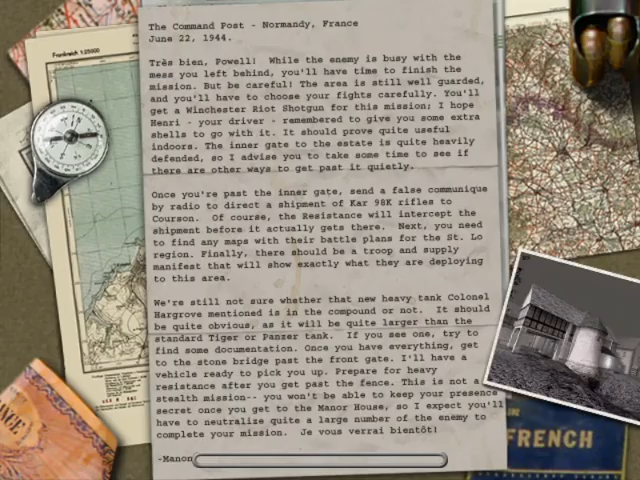 The Command Post - Normandy, France
June 22, 1944.
Très bien, Powell!  While the enemy is busy with the
mess you left behind, you'll have time to finish the
mission. But be careful! The area is still well guarded,
and you'll have to choose your fights carefully. You'll
get a Winchester Riot Shotgun for this mission; I hope
Henri - your driver - remembered to give you some extra
shells to go with it. It should prove quite useful
indoors. The inner gate to the estate is quite heavily
defended, so I advise you to take some time to see if
there are other ways to get past it quietly.
Once you're past the inner gate, send a false communique
by radio to direct a shipment of Kar 98K rifles to
Courson.  Of course, the Resistance will intercept the
shipment before it actually gets there.  Next, you need
to find any maps with their battle plans for the St. Lo
region. Finally, there should be a troop and supply
manifest that will show exactly what they are deploying
to this area.
We're still not sure whether that new heavy tank Colonel
Hargrove mentioned is in the compound or not.  It should
be quite obvious, as it will be quite larger than the
standard Tiger or Panzer tank.  If you see one, try to
find some documentation. Once you have everything, get
to the stone bridge past the front gate. I'll have a
vehicle ready to pick you up. Prepare for heavy
resistance after you get past the fence. This is not a
stealth mission-- you won't be able to keep your presence
secret once you get to the Manor House, so I expect you'll
have to neutralize quite a large number of the enemy to
complete your mission.  Je vous verrai bientôt!
-Manon
Frankreich 1:25000
FRENCH